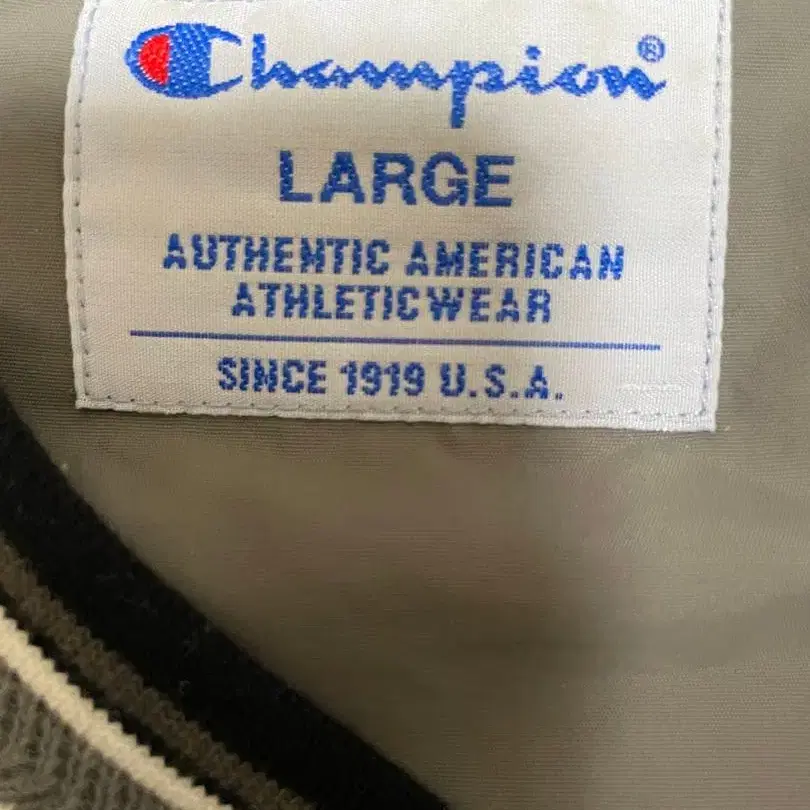 Champion®
LARGE
AUTHENTIC AMERICAN
ATHLETICWEAR
SINCE 1919 U.S.A.